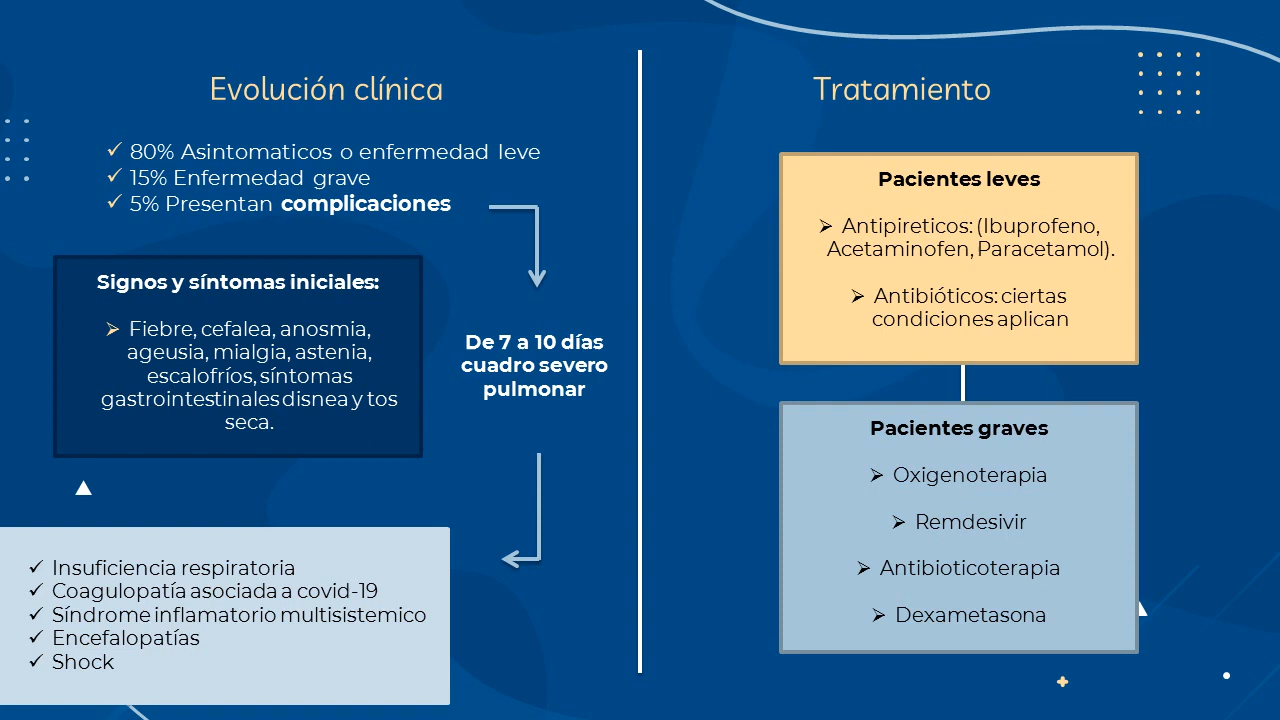 Evolución clínica
80% Asintomaticos o enfermedad leve
15% Enfermedad grave
5% Presentan complicaciones
Signos y síntomas iniciales:
Fiebre, cefalea, anosmia,
ageusia, mialgia, astenia,
escalofríos, síntomas
gastrointestinales disnea y tos
seca.
De 7 a 10 días
cuadro severo
pulmonar
Insuficiencia respiratoria
Coagulopatía asociada a covid-19
Síndrome inflamatorio multisistemico
Encefalopatías
Shock
Tratamiento
Pacientes leves
Antipireticos: (Ibuprofeno,
Acetaminofen, Paracetamol).
Antibióticos: ciertas
condiciones aplican
Pacientes graves
Oxigenoterapia
Remdesivir
Antibioticoterapia
Dexametasona